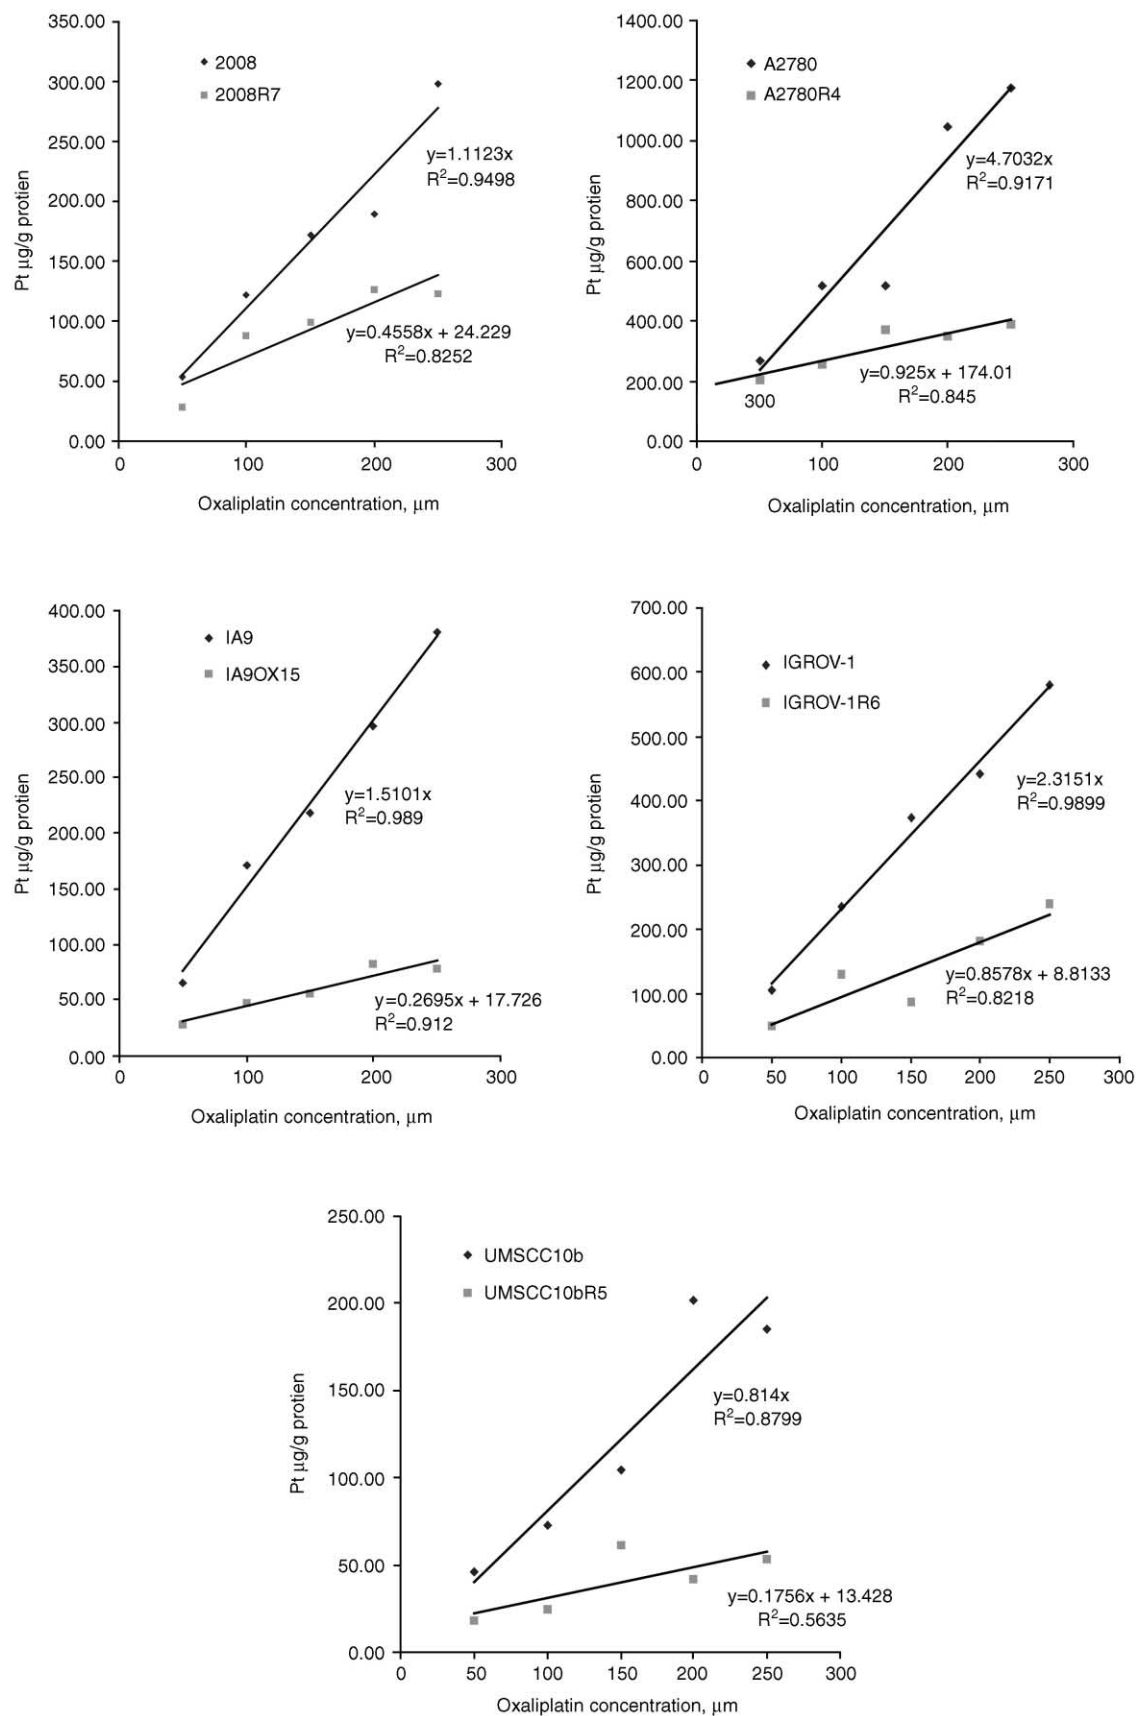 350.00
300.00
250.00
200.00
150.00
100.00
50.00
0.00
0
100
200
300
Pt μg/g protien
Oxaliplatin concentration, μm
2008
2008R7
y=1.1123x
R²=0.9498
y=0.4558x + 24.229
R²=0.8252
1400.00
1200.00
1000.00
800.00
600.00
400.00
200.00
0.00
0
100
200
300
Pt μg/g protien
Oxaliplatin concentration, μm
A2780
A2780R4
y=4.7032x
R²=0.9171
y=0.925x + 174.01
R²=0.845
300
400.00
350.00
300.00
250.00
200.00
150.00
100.00
50.00
0.00
0
100
200
300
Pt μg/g protien
Oxaliplatin concentration, μm
IA9
IA9OX15
y=1.5101x
R²=0.989
y=0.2695x + 17.726
R²=0.912
700.00
600.00
500.00
400.00
300.00
200.00
100.00
0.00
0
50
100
150
200
250
300
Pt μg/g protien
Oxaliplatin concentration, μm
IGROV-1
IGROV-1R6
y=2.3151x
R²=0.9899
y=0.8578x + 8.8133
R²=0.8218
250.00
200.00
150.00
100.00
50.00
0.00
0
50
100
150
200
250
300
Pt μg/g protien
Oxaliplatin concentration, μm
UMSCC10b
UMSCC10bR5
y=0.814x
R²=0.8799
y=0.1756x + 13.428
R²=0.5635